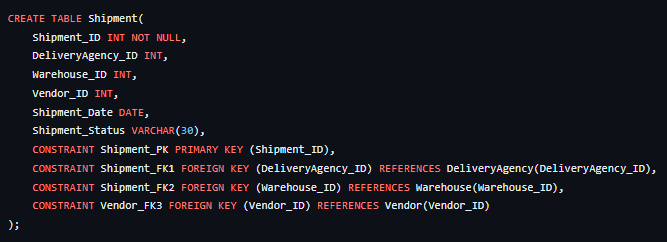 CREATE TABLE Shipment(
    Shipment_ID INT NOT NULL,
    DeliveryAgency_ID INT,
    Warehouse_ID INT,
    Vendor_ID INT,
    Shipment_Date DATE,
    Shipment_Status VARCHAR(30),
    CONSTRAINT Shipment_PK PRIMARY KEY (Shipment_ID),
    CONSTRAINT Shipment_FK1 FOREIGN KEY (DeliveryAgency_ID) REFERENCES DeliveryAgency(DeliveryAgency_ID),
    CONSTRAINT Shipment_FK2 FOREIGN KEY (Warehouse_ID) REFERENCES Warehouse(Warehouse_ID),
    CONSTRAINT Vendor_FK3 FOREIGN KEY (Vendor_ID) REFERENCES Vendor(Vendor_ID)
);